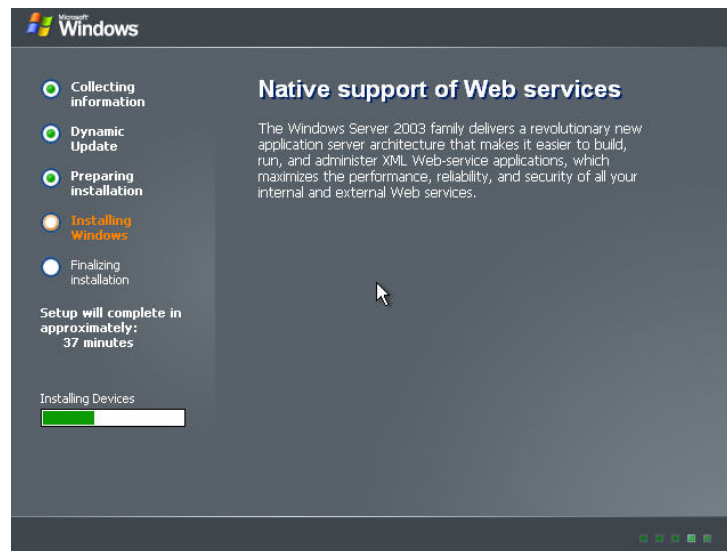 Microsoft
Windows
Collecting
information
Dynamic
Update
Preparing
installation
Installing
Windows
Finalizing
installation
Setup will complete in
approximately:
37 minutes
Installing Devices
Native support of Web services
The Windows Server 2003 family delivers a revolutionary new
application server architecture that makes it easier to build,
run, and administer XML Web-service applications, which
maximizes the performance, reliability, and security of all your
internal and external Web services.